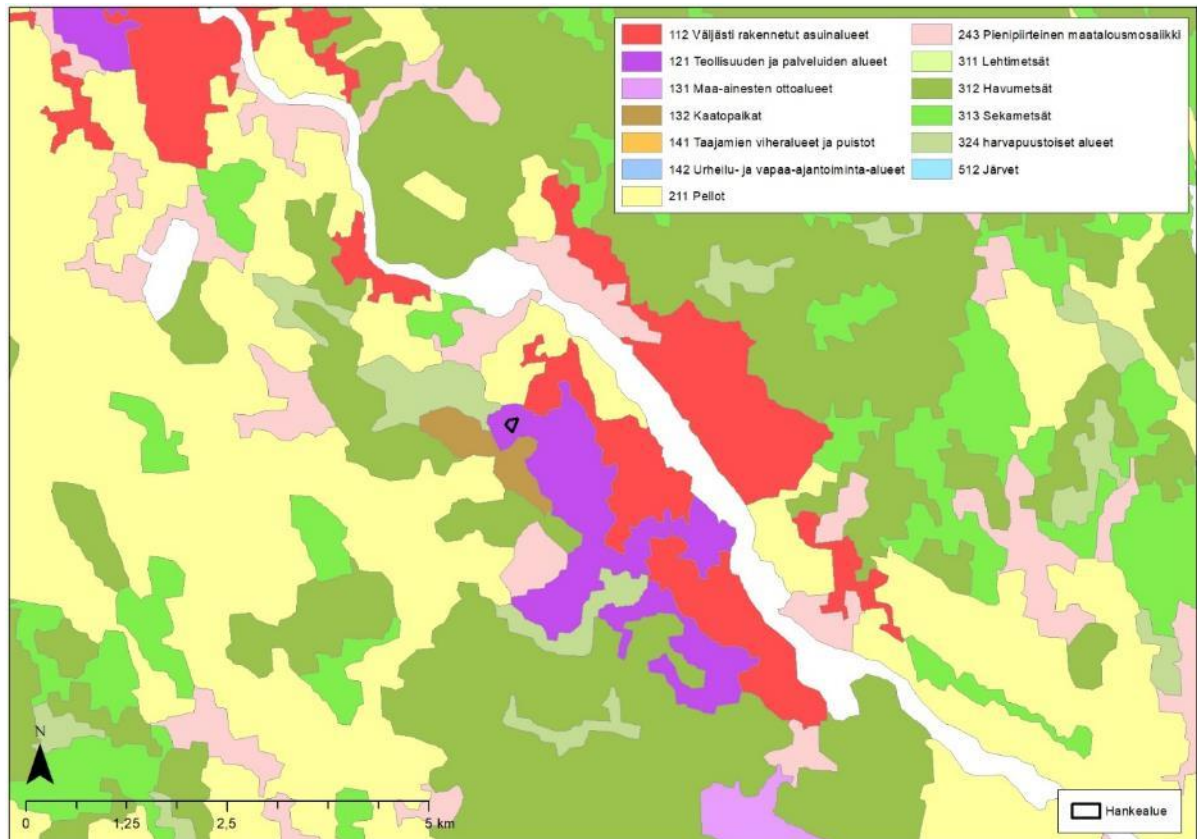 112 Väljästi rakennetut asuinalueet
121 Teollisuuden ja palveluiden alueet
131 Maa-ainesten ottoalueet
132 Kaatopaikat
141 Taajamien viheralueet ja puistot
142 Urheilu- ja vapaa-ajantoiminta-alueet
211 Pellot
243 Pienipiirteinen maatalousmosaiikki
311 Lehtimetsät
312 Havumetsät
313 Sekametsät
324 harvapuustoiset alueet
512 Järvet
N
0 1,25 2,5 5 km
Hankealue